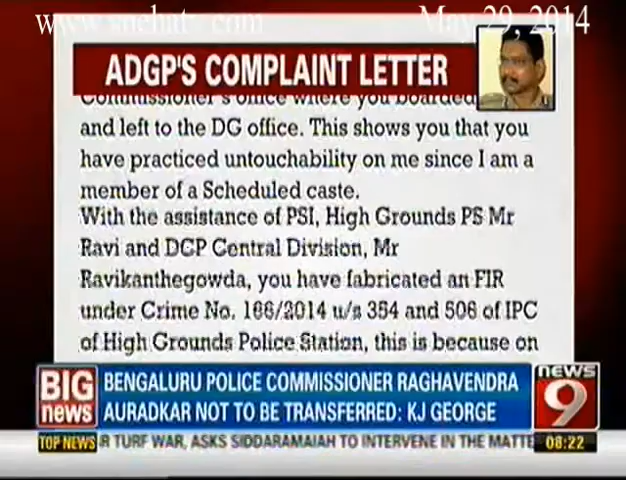 May 29, 2014
ADGP'S COMPLAINT LETTER
Commissioner's office where you boarded
and left to the DG office. This shows you that you
have practiced untouchability on me since I am a
member of a Scheduled caste.
With the assistance of PSI, High Grounds PS Mr
Ravi and DCP Central Division, Mr
Ravikanthegowda, you have fabricated an FIR
under Crime No. 166/2014 u/s 354 and 506 of IPC
of High Grounds Police Station, this is because on
BIG news
BENGALURU POLICE COMMISSIONER RAGHAVENDRA
AURADKAR NOT TO BE TRANSFERRED: KJ GEORGE
NEWS 9
TOP NEWS R TURF WAR, ASKS SIDDARAMAIAH TO INTERVENE IN THE MATTE 08:22